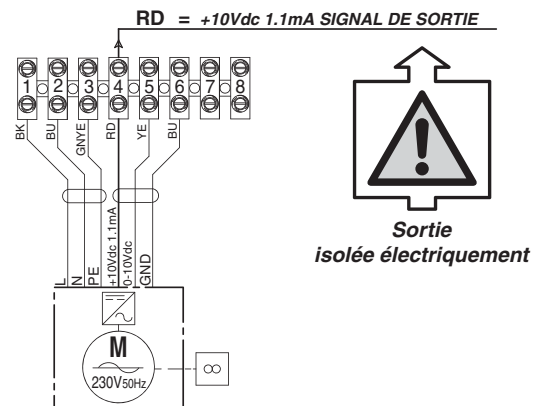 RD = +10Vdc 1.1mA SIGNAL DE SORTIE
1 2 3 4 5 6 7 8
BK BU GNYE RD YE BU
L N PE +10Vdc 1.1mA 0-10Vdc GND
M
230V50Hz
8
Sortie
isolée électriquement